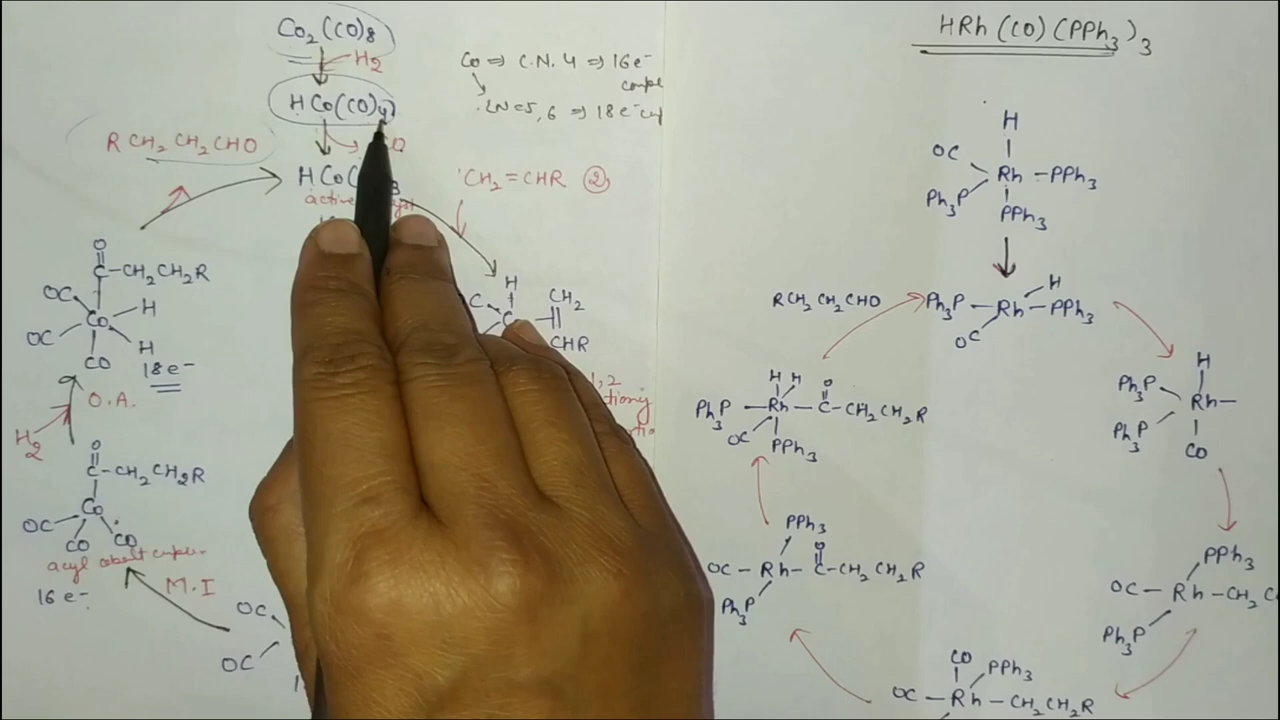 Co₂(CO)₈
H₂
HCo(CO)₄
Co ⇒ C.N. 4 ⇒ 16e⁻
5, 6 ⇒ 18e⁻
RCH₂CH₂CHO
HCo(
CH₂=CHR ②
O
C-CH₂CH₂R
OC
Co-H
OC
H
CO
18e⁻
H
CH₂
CHR
1,2
O.A.
H₂
O
C-CH₂CH₂R
Co
OC
CO
CO
acyl cobalt
16 e⁻
M.I
OC
OC
HRh(CO)(PPh₃)₃
H
OC
Rh-PPh₃
Ph₃P
PPh₃
RCH₂CH₂CHO
H
Ph₃P-Rh-PPh₃
OC
H
Ph₃P
Rh-
Ph₃P
CO
H H O
Ph₃P-Rh-C-CH₂CH₂R
OC
PPh₃
PPh₃
O
OC-Rh-C-CH₂CH₂R
Ph₃P
PPh₃
OC-Rh-CH₂
Ph₃P
CO
PPh₃
OC-Rh-CH₂CH₂R